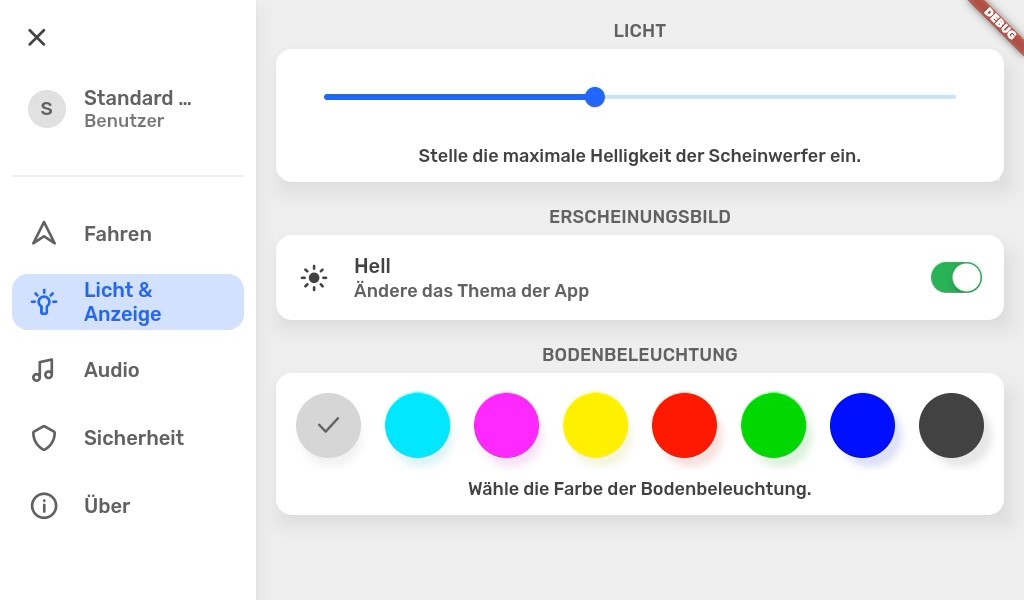 LICHT
DEBUG
S
Standard ...
Benutzer
Stelle die maximale Helligkeit der Scheinwerfer ein.
ERSCHEINUNGSBILD
Fahren
Hell
Ändere das Thema der App
Licht &
Anzeige
BODENBELEUCHTUNG
Audio
Sicherheit
Wähle die Farbe der Bodenbeleuchtung.
Über